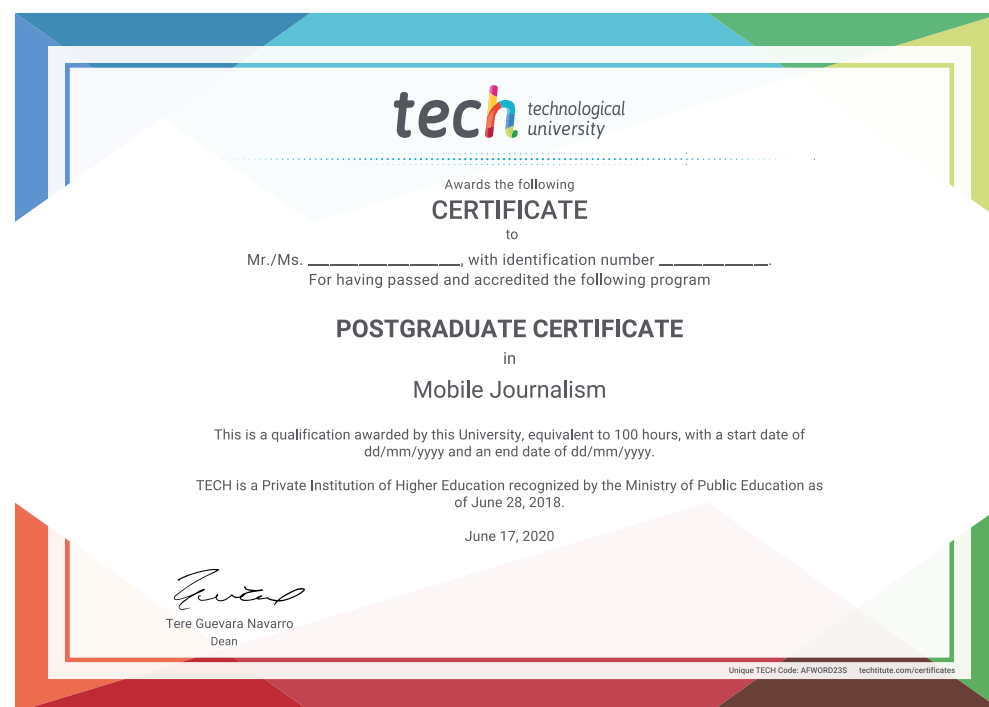 tech technological
university
Awards the following
CERTIFICATE
to
Mr./Ms. ____________________, with identification number ______________.
For having passed and accredited the following program
POSTGRADUATE CERTIFICATE
in
Mobile Journalism
This is a qualification awarded by this University, equivalent to 100 hours, with a start date of
dd/mm/yyyy and an end date of dd/mm/yyyy.
TECH is a Private Institution of Higher Education recognized by the Ministry of Public Education as
of June 28, 2018.
June 17, 2020
Tere Guevara Navarro
Dean
Unique TECH Code: AFWORD23S techtitute.com/certificates